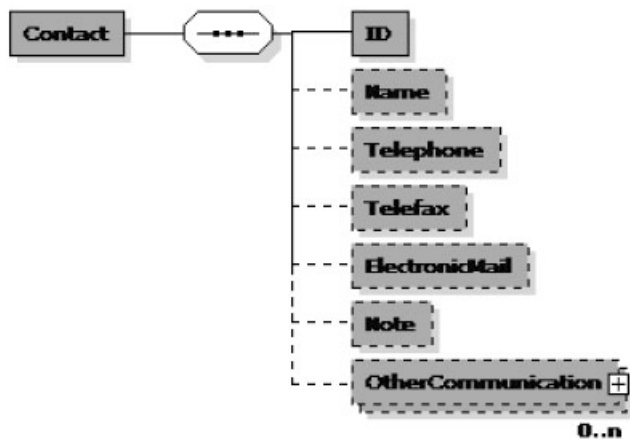 Contact
ID
Name
Telephone
Telefax
ElectronicMail
Note
OtherCommunication
0..n